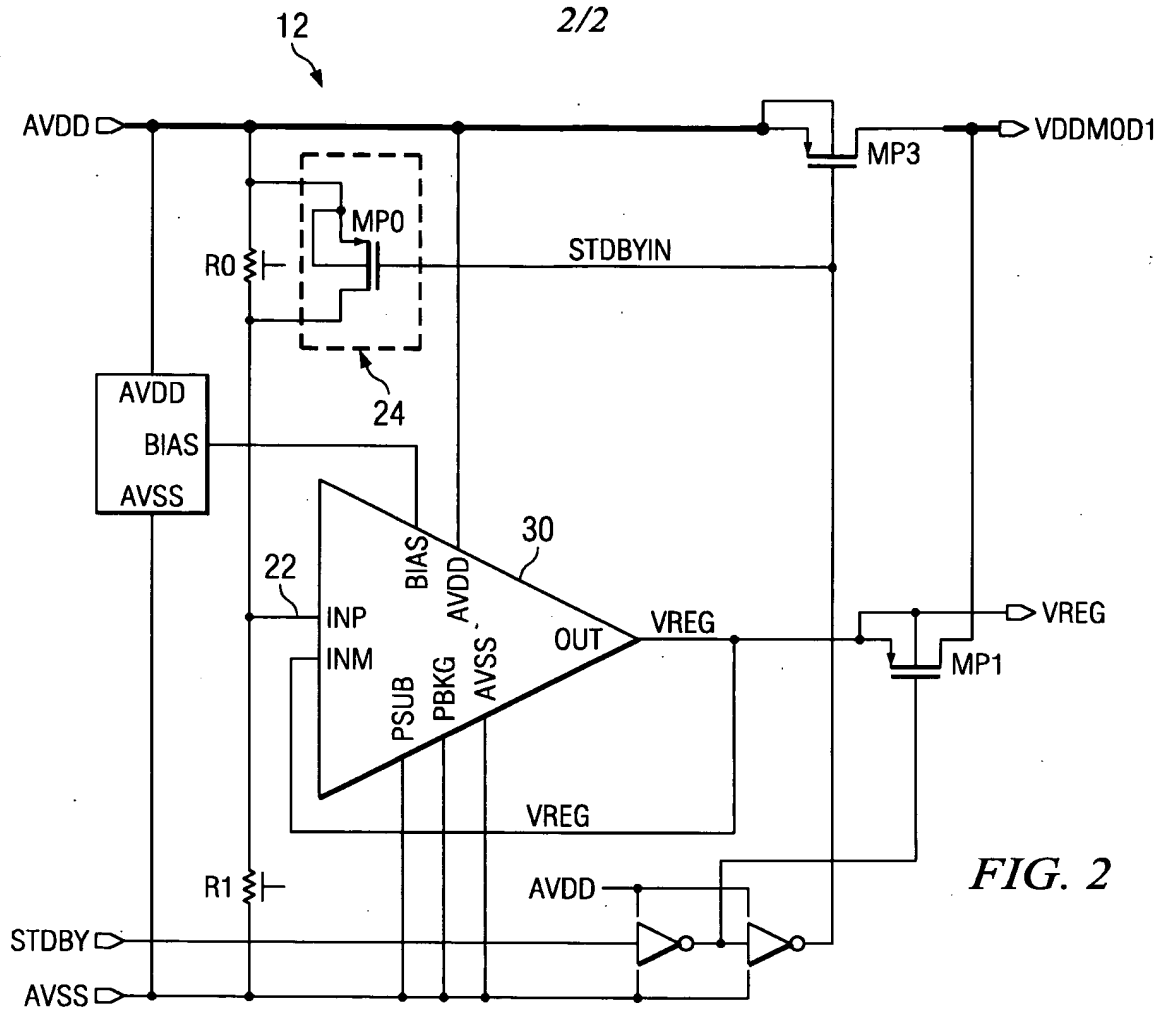 2/2
12
AVDD
VDDMOD1
MP3
MP0
STDBYIN
R0
24
AVDD
BIAS
AVSS
30
BIAS
AVDD
22
INP
INM
OUT
VREG
VREG
MP1
PSUB
PBKG
AVSS
VREG
R1
AVDD
FIG. 2
STDBY
AVSS